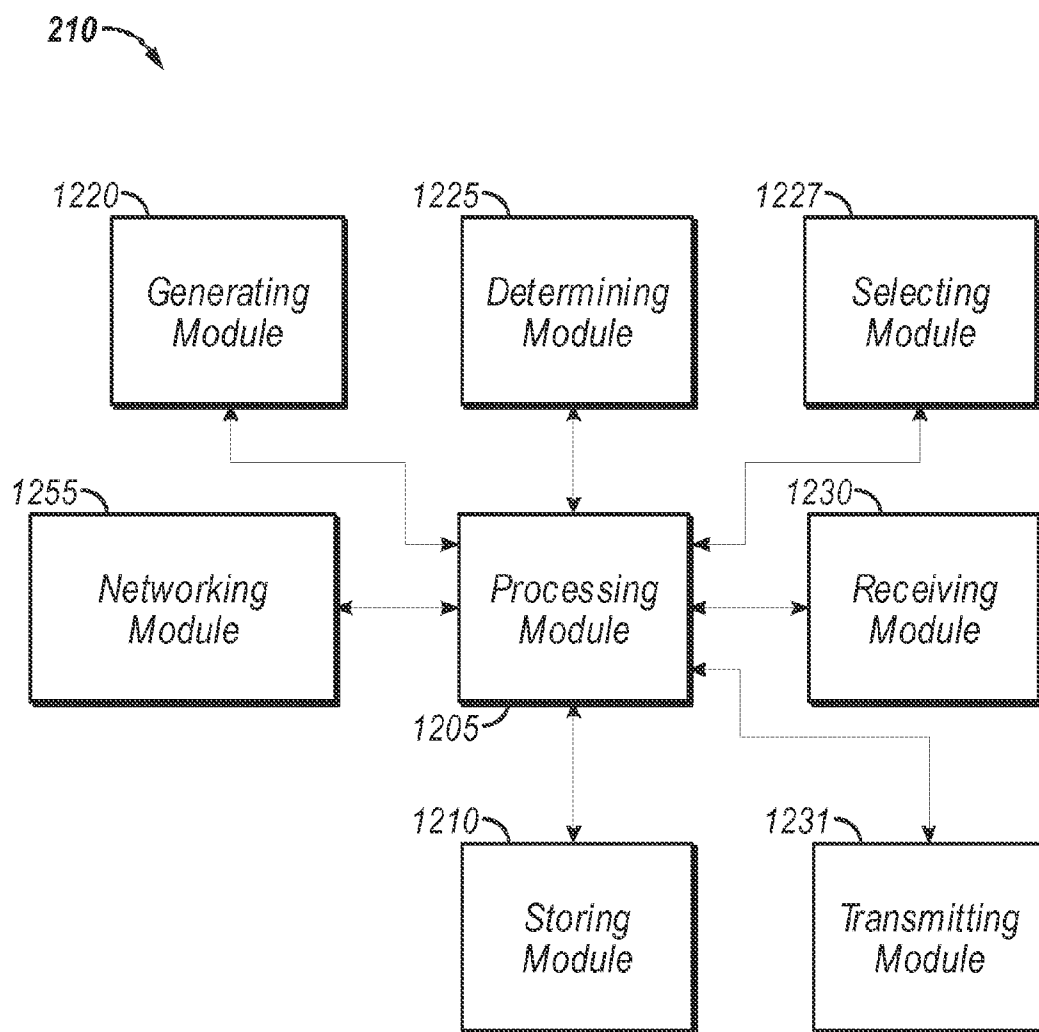 210
1220
1225
1227
Generating
Module
Determining
Module
Selecting
Module
1255
1230
Networking
Module
Processing
Module
Receiving
Module
1205
1210
1231
Storing
Module
Transmitting
Module